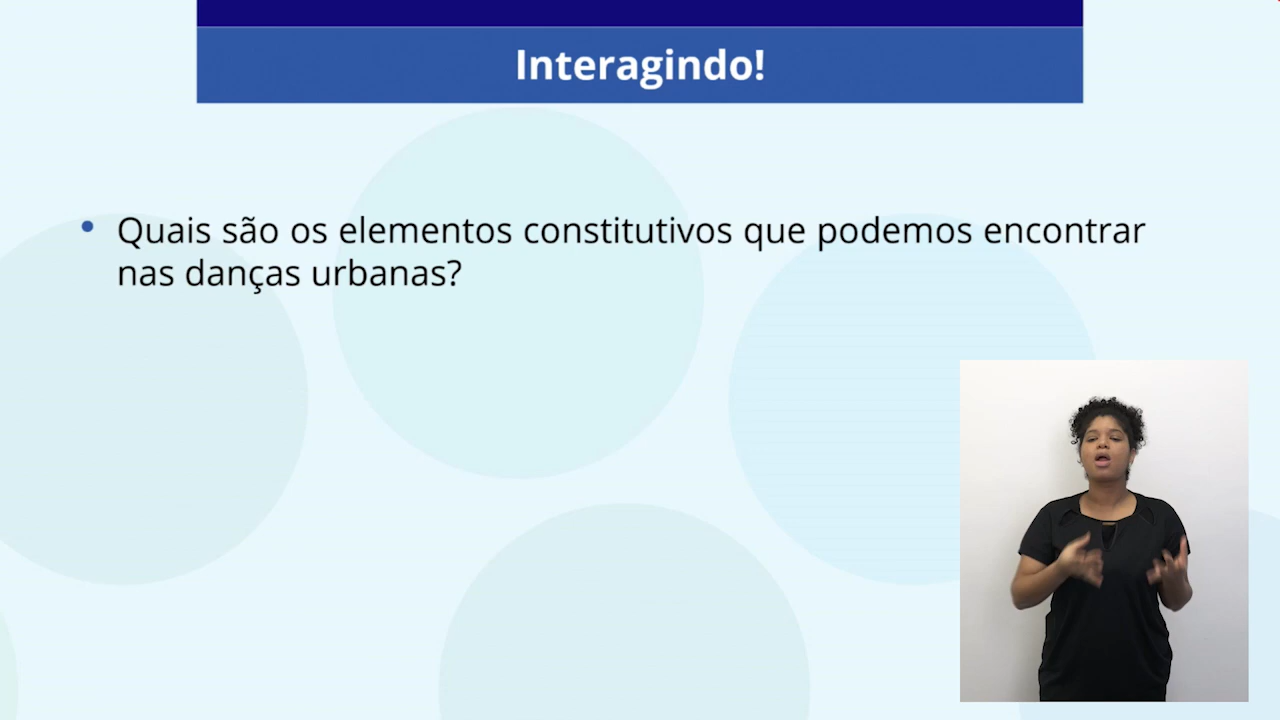 Interagindo!
• Quais são os elementos constitutivos que podemos encontrar
nas danças urbanas?